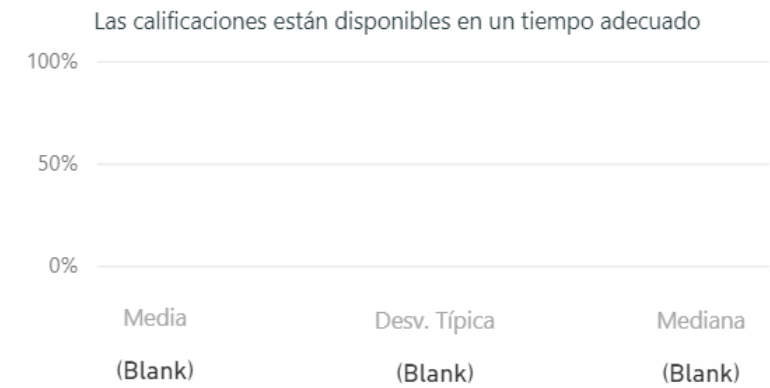 Las calificaciones están disponibles en un tiempo adecuado
100%
50%
0%
Media Desv. Típica Mediana
(Blank) (Blank) (Blank)